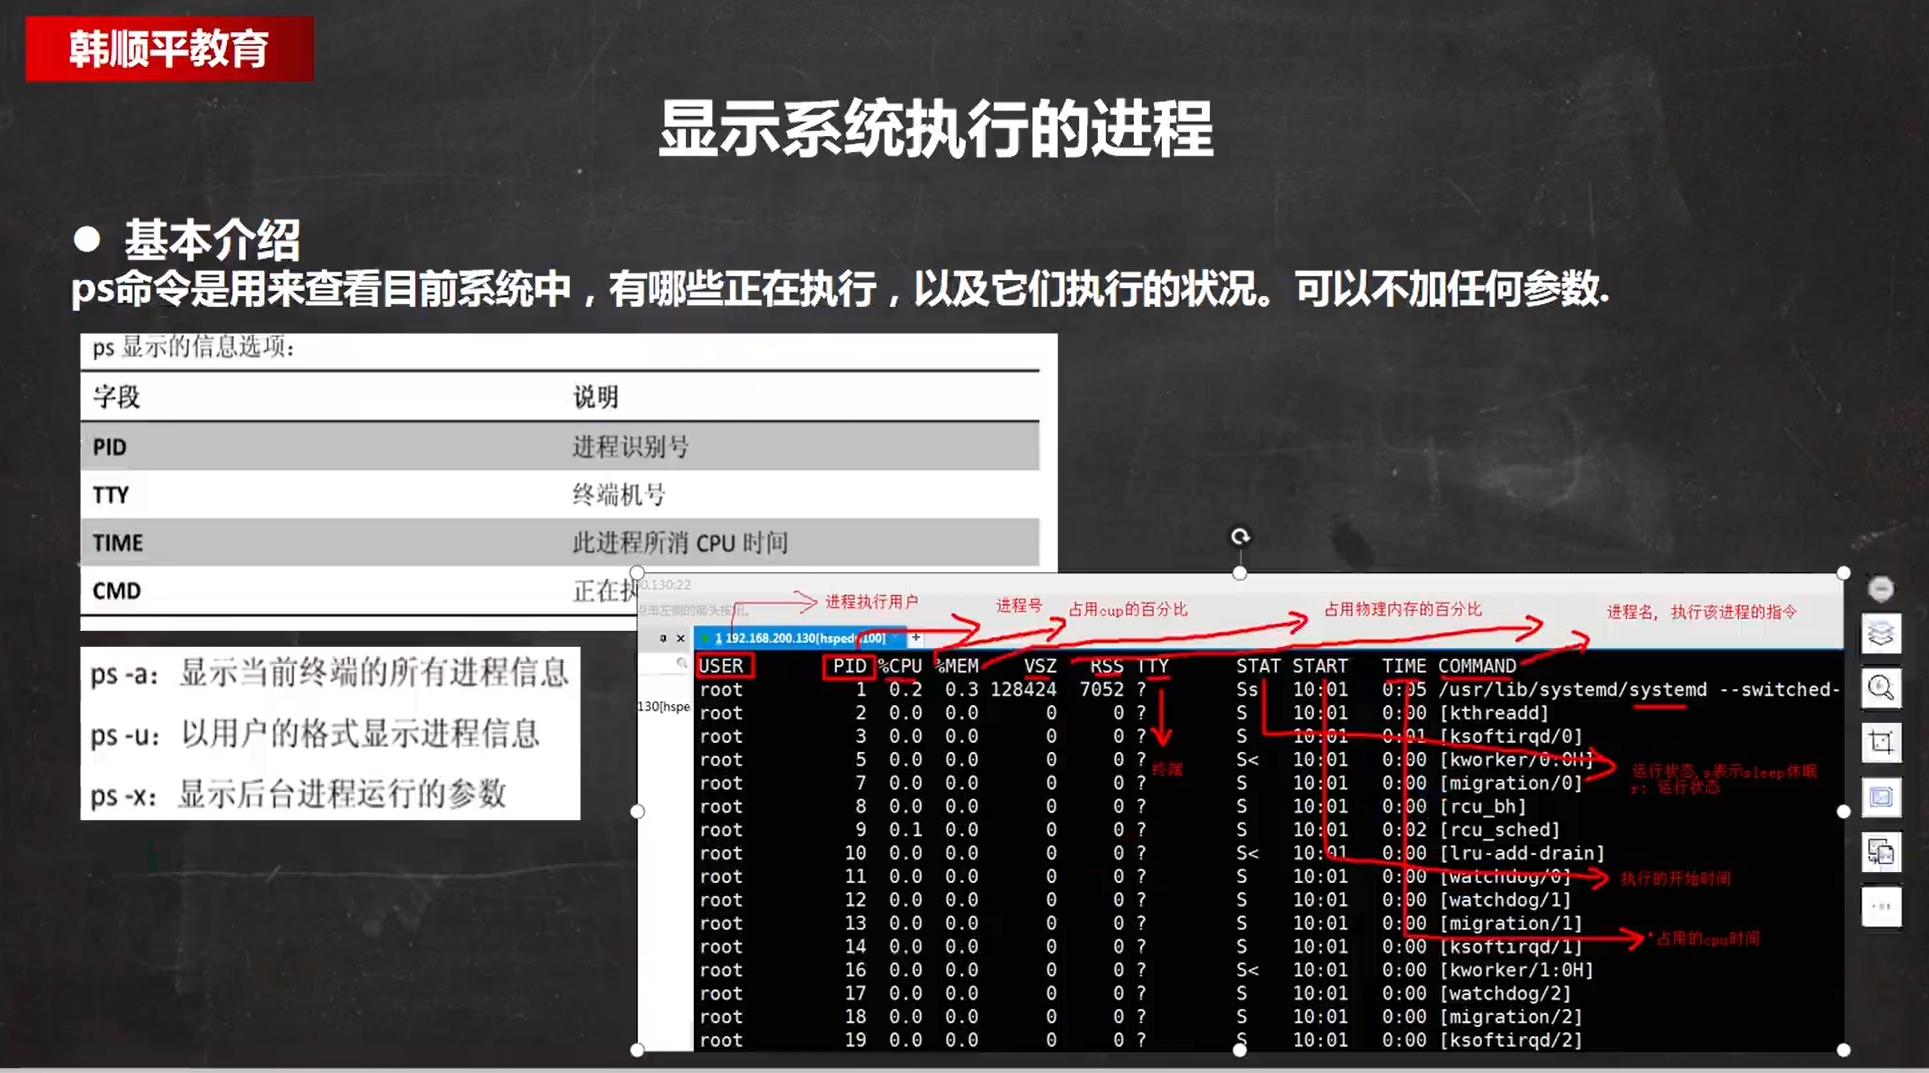 韩顺平教育
显示系统执行的进程
● 基本介绍
ps命令是用来查看目前系统中，有哪些正在执行，以及它们执行的状况。可以不加任何参数.
ps 显示的信息选项：
字段 说明
PID 进程识别号
TTY 终端机号
TIME 此进程所消 CPU 时间
CMD 正在执
ps -a：显示当前终端的所有进程信息
ps -u：以用户的格式显示进程信息
ps -x：显示后台进程运行的参数
0.130:22
进程执行用户
进程号
占用cup的百分比
占用物理内存的百分比
进程名，执行该进程的指令
1 192.168.200.130[hspedu100] +
130[hspe
USER PID %CPU %MEM VSZ RSS TTY STAT START TIME COMMAND
root 1 0.2 0.3 128424 7052 ? Ss 10:01 0:05 /usr/lib/systemd/systemd --switched-
root 2 0.0 0.0 0 0 ? S 10:01 0:00 [kthreadd]
root 3 0.0 0.0 0 0 ? S 10:01 0:01 [ksoftirqd/0]
root 5 0.0 0.0 0 0 ? S< 10:01 0:00 [kworker/0:0H]
root 7 0.0 0.0 0 0 ? S 10:01 0:00 [migration/0]
root 8 0.0 0.0 0 0 ? S 10:01 0:00 [rcu_bh]
root 9 0.1 0.0 0 0 ? S 10:01 0:02 [rcu_sched]
root 10 0.0 0.0 0 0 ? S< 10:01 0:00 [lru-add-drain]
root 11 0.0 0.0 0 0 ? S 10:01 0:00 [watchdog/0]
root 12 0.0 0.0 0 0 ? S 10:01 0:00 [watchdog/1]
root 13 0.0 0.0 0 0 ? S 10:01 0:00 [migration/1]
root 14 0.0 0.0 0 0 ? S 10:01 0:00 [ksoftirqd/1]
root 16 0.0 0.0 0 0 ? S< 10:01 0:00 [kworker/1:0H]
root 17 0.0 0.0 0 0 ? S 10:01 0:00 [watchdog/2]
root 18 0.0 0.0 0 0 ? S 10:01 0:00 [migration/2]
root 19 0.0 0.0 0 0 ? S 10:01 0:00 [ksoftirqd/2]
终端
运行状态,s表示sleep休眠
r: 运行状态
执行的开始时间
占用的cpu时间